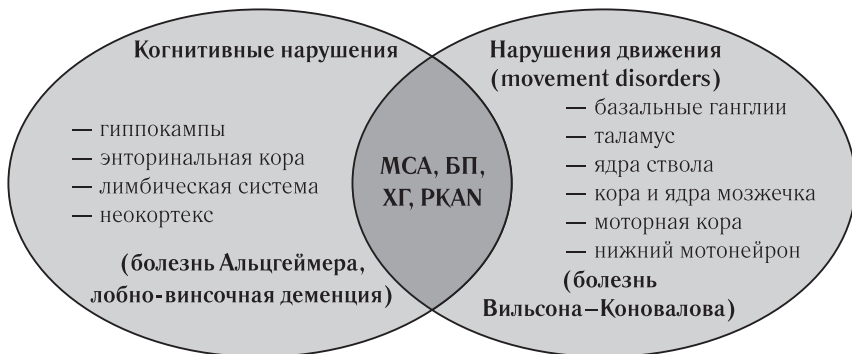 Когнитивные нарушения
— гиппокампы
— энторинальная кора
— лимбическая система
— неокортекс
(болезнь Альцгеймера,
лобно-винсочная деменция)
МСА, БП,
ХГ, PKAN
Нарушения движения
(movement disorders)
— базальные ганглии
— таламус
— ядра ствола
— кора и ядра мозжечка
— моторная кора
— нижний мотонейрон
(болезнь
Вильсона–Коновалова)